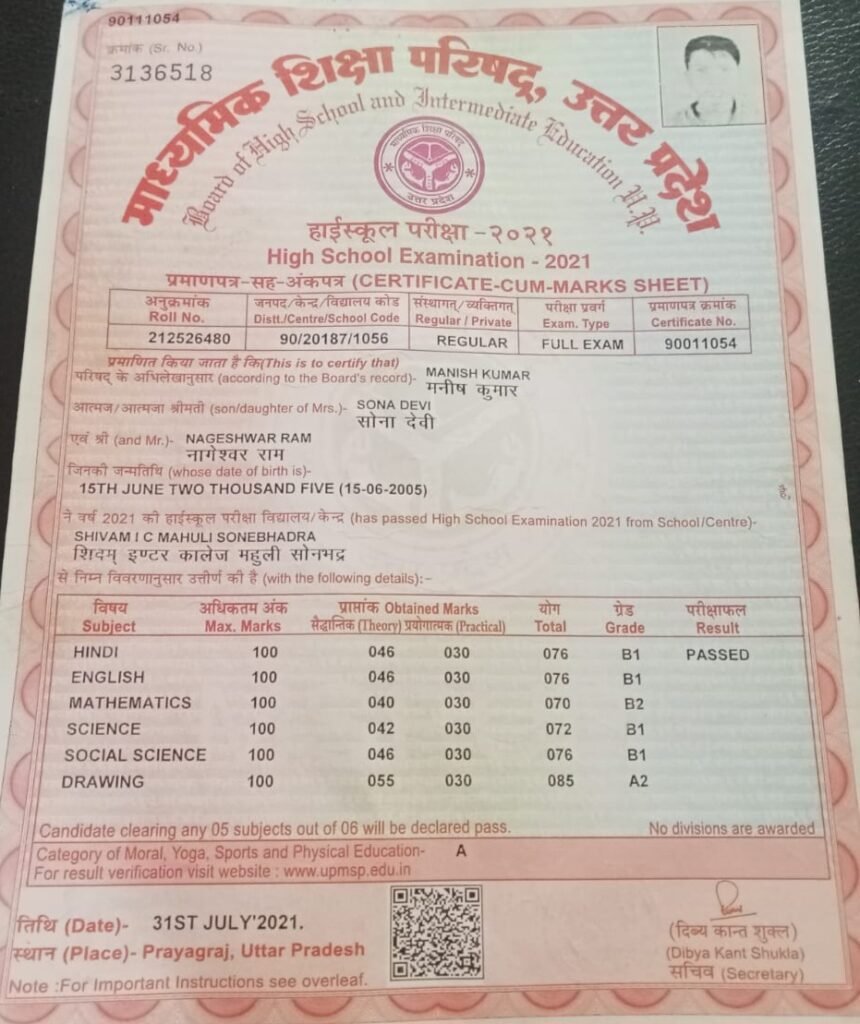 90111054
क्रमांक (Sr. No.)
3136518
माध्यमिक शिक्षा परिषद्, उत्तर प्रदेश
Board of High School and Intermediate Education U.P.
माध्यमिक शिक्षा परिषद्
उत्तर प्रदेश
हाईस्कूल परीक्षा -२०२१
High School Examination - 2021
प्रमाणपत्र-सह-अंकपत्र (CERTIFICATE-CUM-MARKS SHEET)
अनुक्रमांक जनपद/केन्द्र/विद्यालय कोड संस्थागत्/व्यक्तिगत् परीक्षा प्रवर्ग प्रमाणपत्र क्रमांक
Roll No. Distt./Centre/School Code Regular / Private Exam. Type Certificate No.
212526480 90/20187/1056 REGULAR FULL EXAM 90011054
प्रमाणित किया जाता है कि(This is to certify that)
परिषद् के अभिलेखानुसार (according to the Board's record)- MANISH KUMAR
मनीष कुमार
आत्मज/आत्मजा श्रीमती (son/daughter of Mrs.)- SONA DEVI
सोना देवी
एवं श्री (and Mr.)- NAGESHWAR RAM
नागेश्वर राम
जिनकी जन्मतिथि (whose date of birth is)-
15TH JUNE TWO THOUSAND FIVE (15-06-2005)
है,
ने वर्ष 2021 की हाईस्कूल परीक्षा विद्यालय/केन्द्र (has passed High School Examination 2021 from School/Centre)-
SHIVAM I C MAHULI SONEBHADRA
शिवम् इण्टर कालेज महुली सोनभद्र
से निम्न विवरणानुसार उत्तीर्ण की है (with the following details):-
विषय अधिकतम अंक प्राप्तांक Obtained Marks योग ग्रेड परीक्षाफल
Subject Max. Marks सैद्धान्तिक (Theory) प्रयोगात्मक (Practical) Total Grade Result
HINDI 100 046 030 076 B1 PASSED
ENGLISH 100 046 030 076 B1
MATHEMATICS 100 040 030 070 B2
SCIENCE 100 042 030 072 B1
SOCIAL SCIENCE 100 046 030 076 B1
DRAWING 100 055 030 085 A2
Candidate clearing any 05 subjects out of 06 will be declared pass. No divisions are awarded
Category of Moral, Yoga, Sports and Physical Education- A
For result verification visit website : www.upmsp.edu.in
तिथि (Date)- 31ST JULY'2021.
स्थान (Place)- Prayagraj, Uttar Pradesh
Note :For Important Instructions see overleaf.
(दिब्य कान्त शुक्ल)
(Dibya Kant Shukla)
सचिव (Secretary)